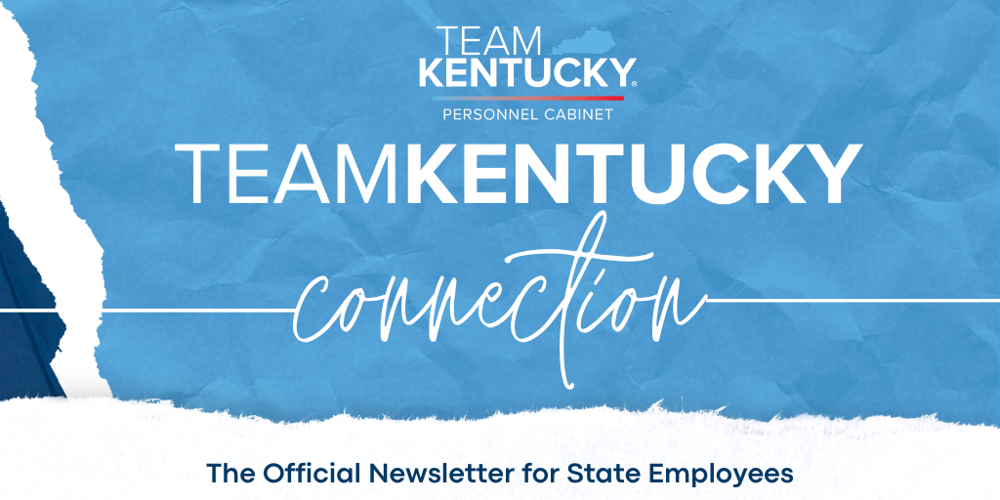 TEAM
KENTUCKY®
PERSONNEL CABINET
TEAMKENTUCKY
connection
The Official Newsletter for State Employees